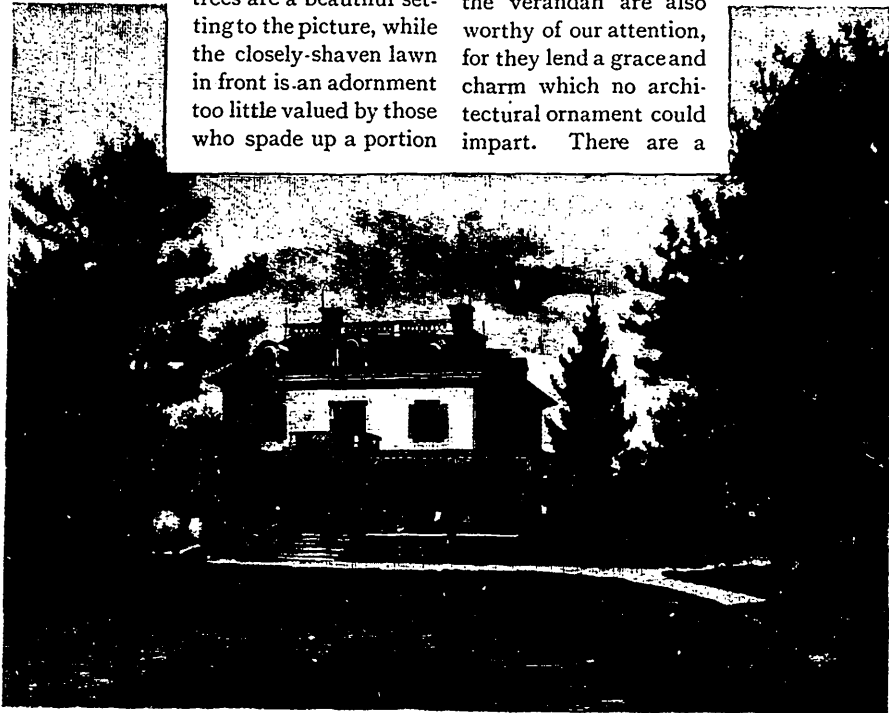 trees are a beautiful set-
ting to the picture, while
the closely-shaven lawn
in front is an adornment
too little valued by those
who spade up a portion
the verandah are also
worthy of our attention,
for they lend a grace and
charm which no archi-
tectural ornament could
impart. There are a